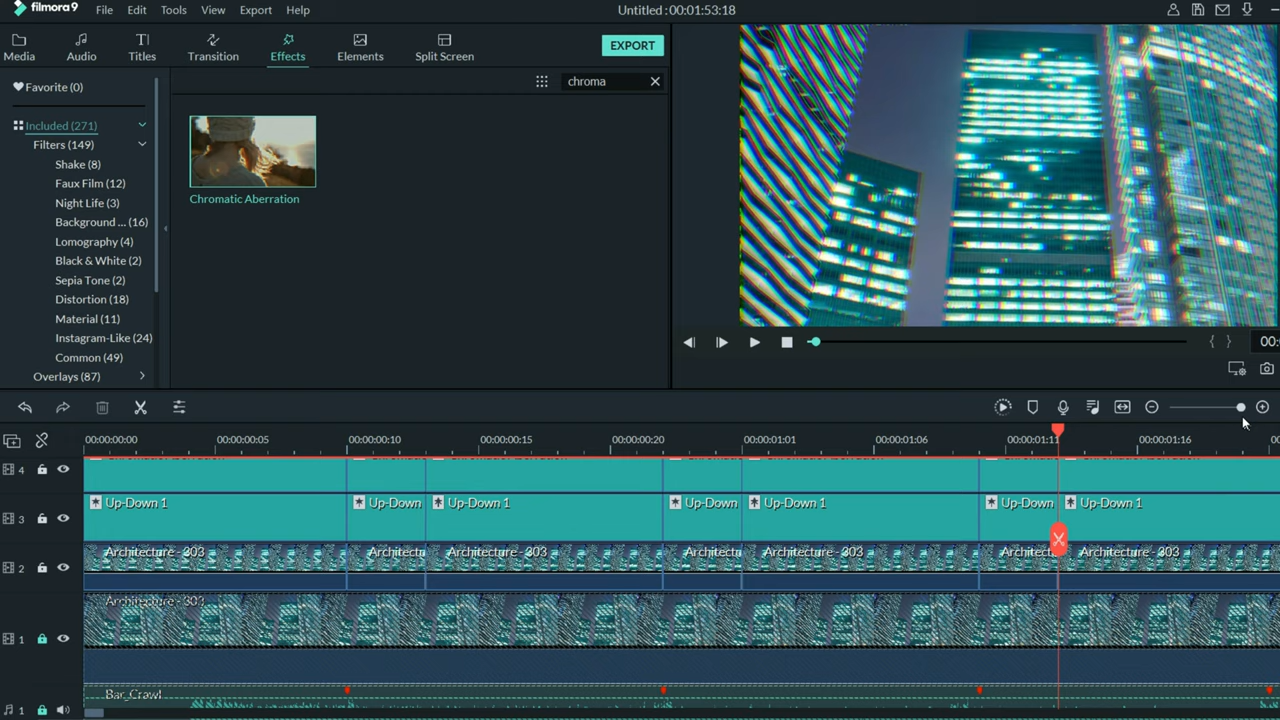 filmora9 File Edit Tools View Export Help Untitled : 00:01:53:18
Media Audio Titles Transition Effects Elements Split Screen EXPORT
Favorite (0)
chroma
Included (271)
Filters (149)
Shake (8)
Faux Film (12)
Night Life (3)
Background ... (16)
Lomography (4)
Black & White (2)
Sepia Tone (2)
Distortion (18)
Material (11)
Instagram-Like (24)
Common (49)
Overlays (87)
Chromatic Aberration
{ } 00:
00:00:00:00 00:00:00:05 00:00:00:10 00:00:00:15 00:00:00:20 00:00:01:01 00:00:01:06 00:00:01:11 00:00:01:16
4
3 Up-Down 1 Up-Down Up-Down 1 Up-Down Up-Down 1 Up-Down Up-Down 1
2 Architecture - 303 Architectu Architecture - 303 Architectu Architecture - 303 Architectu Architecture - 303
Architecture - 303
1
Bar_Crawl
1